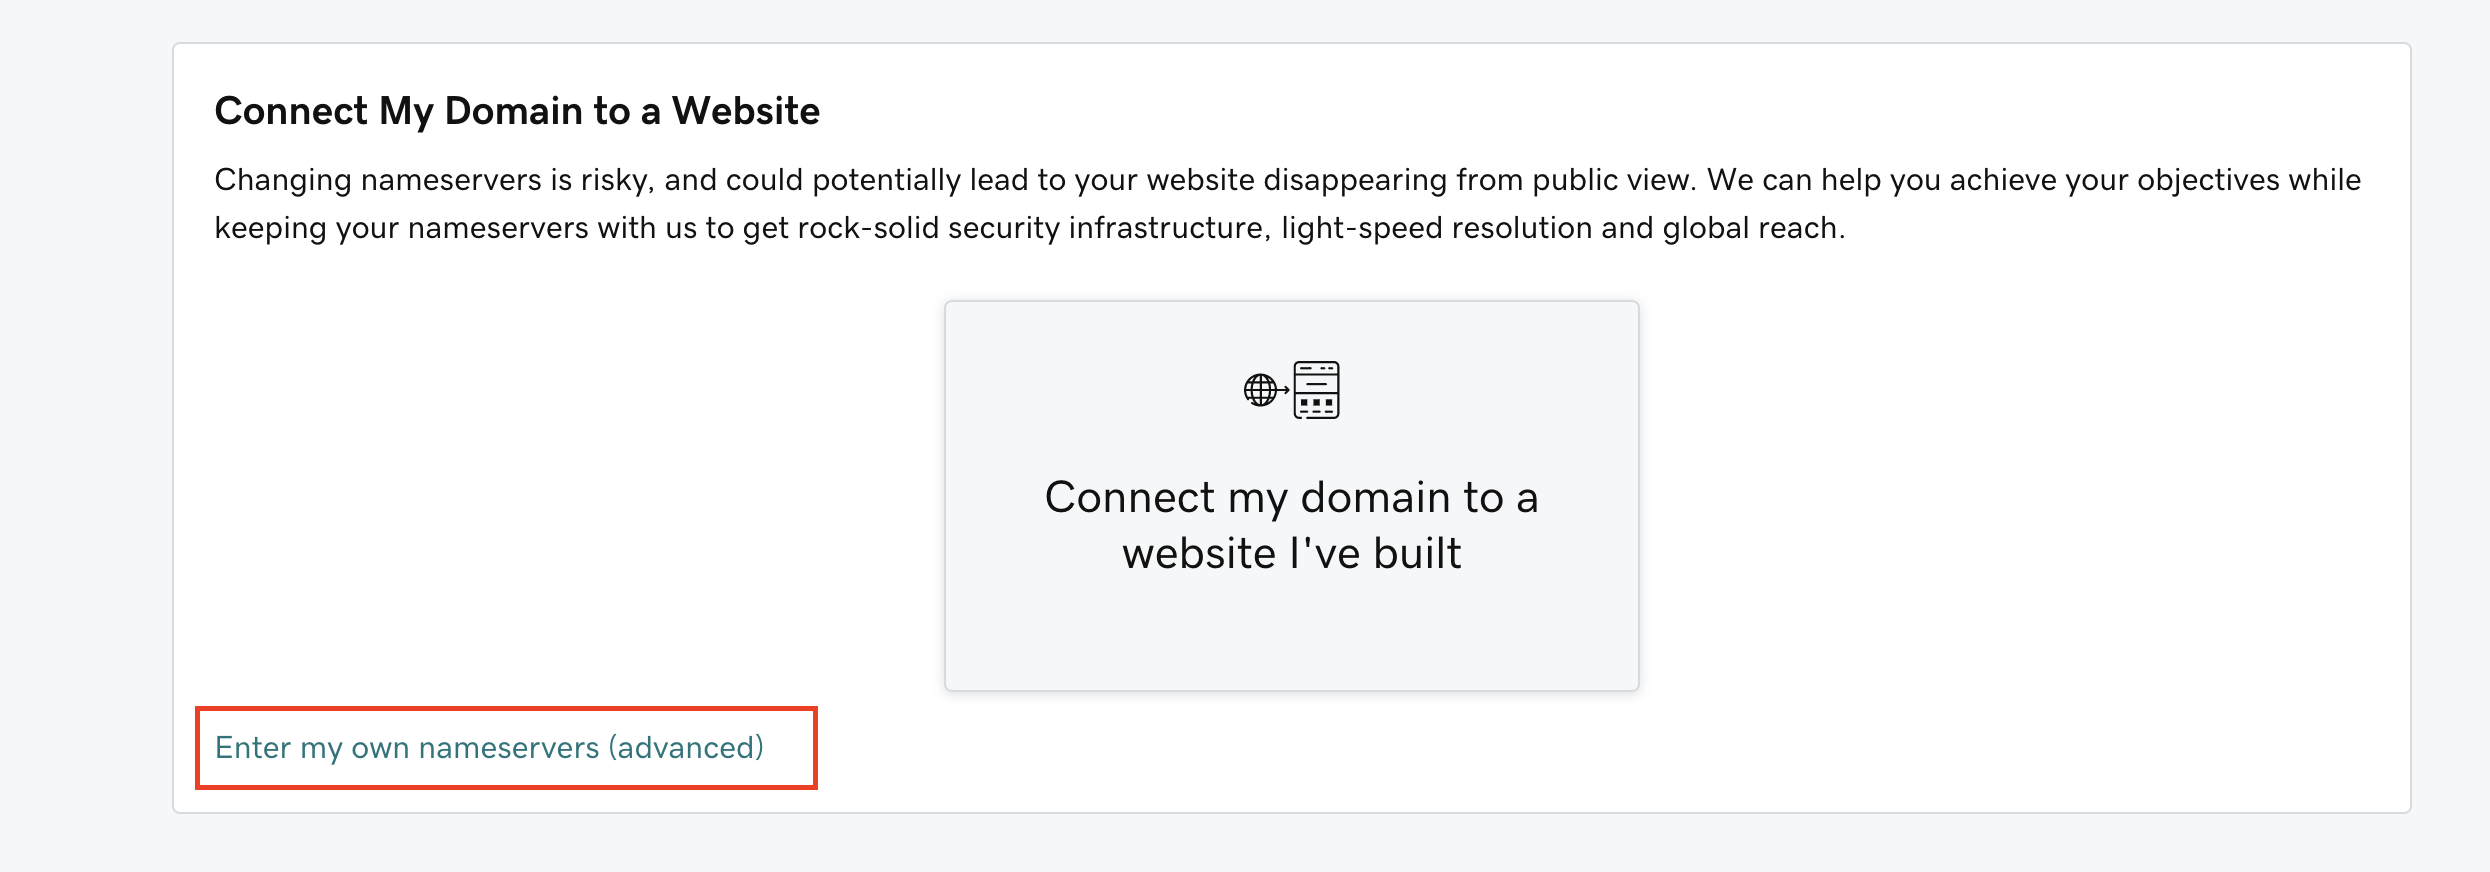 Connect My Domain to a Website
Changing nameservers is risky, and could potentially lead to your website disappearing from public view. We can help you achieve your objectives while
keeping your nameservers with us to get rock-solid security infrastructure, light-speed resolution and global reach.
Connect my domain to a
website I've built
Enter my own nameservers (advanced)